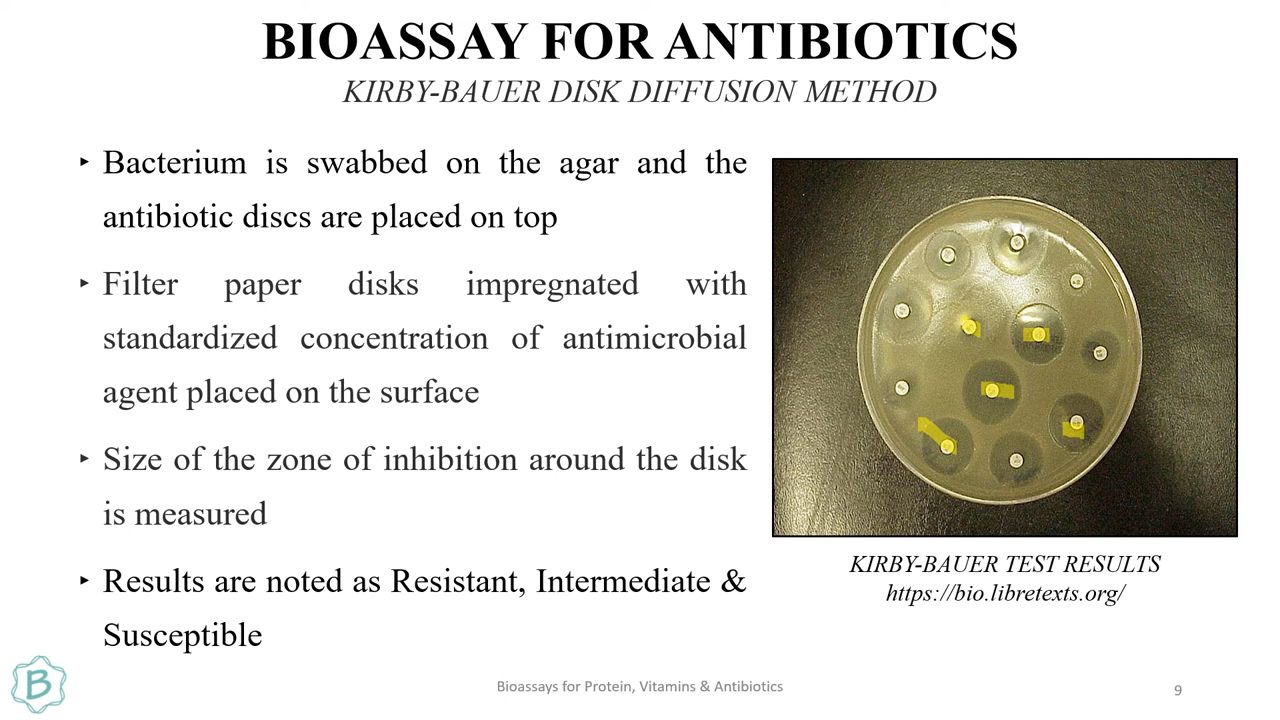 BIOASSAY FOR ANTIBIOTICS
KIRBY-BAUER DISK DIFFUSION METHOD
‣ Bacterium is swabbed on the agar and the
antibiotic discs are placed on top
‣ Filter paper disks impregnated with
standardized concentration of antimicrobial
agent placed on the surface
‣ Size of the zone of inhibition around the disk
is measured
‣ Results are noted as Resistant, Intermediate &
Susceptible
KIRBY-BAUER TEST RESULTS
https://bio.libretexts.org/
B
Bioassays for Protein, Vitamins & Antibiotics
9